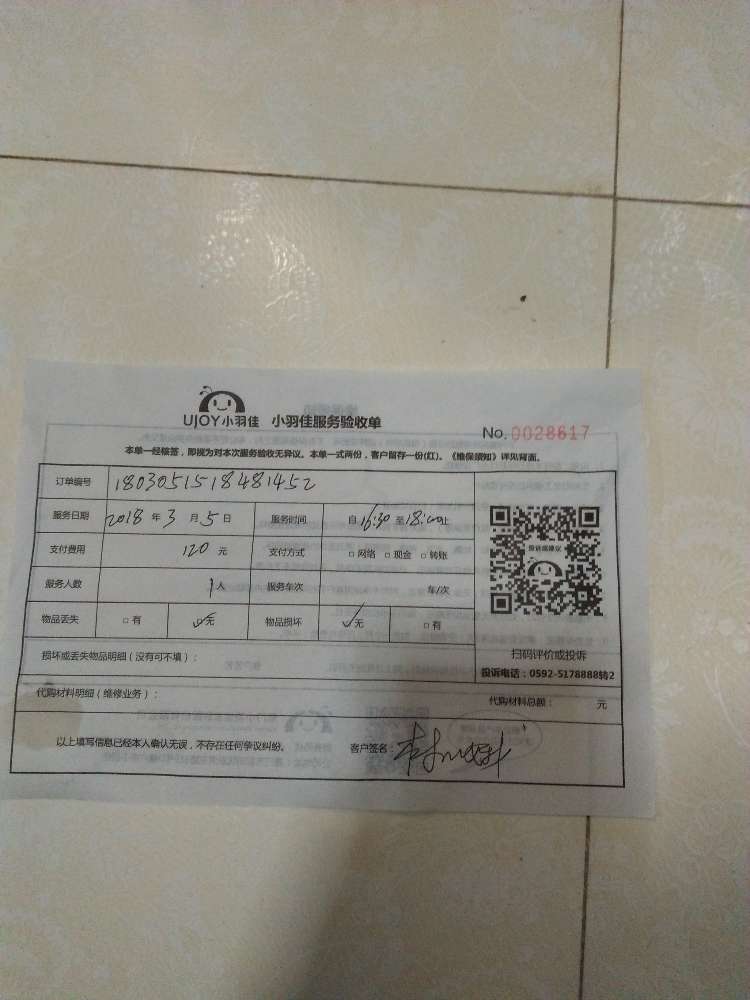 UJOY小羽佳 小羽佳服务验收单
No. 0028617
本单一经核签，即视为对本次服务验收无异议。本单一式两份，客户留存一份(红)。《维保须知》详见背面。
订单编号 1803051518481452
服务日期 2018 年 3 月 5 日 服务时间 自 16:30 至 18:00 止
支付费用 120 元 支付方式 □ 网络 □ 现金 □ 转账
服务人数 1 人 服务车次 车/次
物品丢失 □ 有 ☑ 无 物品损坏 ☑ 无 □ 有
投诉或建议
扫码评价或投诉
投诉电话：0592-5178888转2
损坏或丢失物品明细（没有可不填）：
代购材料明细（维修业务）： 代购材料总额： 元
以上填写信息已经本人确认无误，不存在任何争议纠纷。 客户签名：